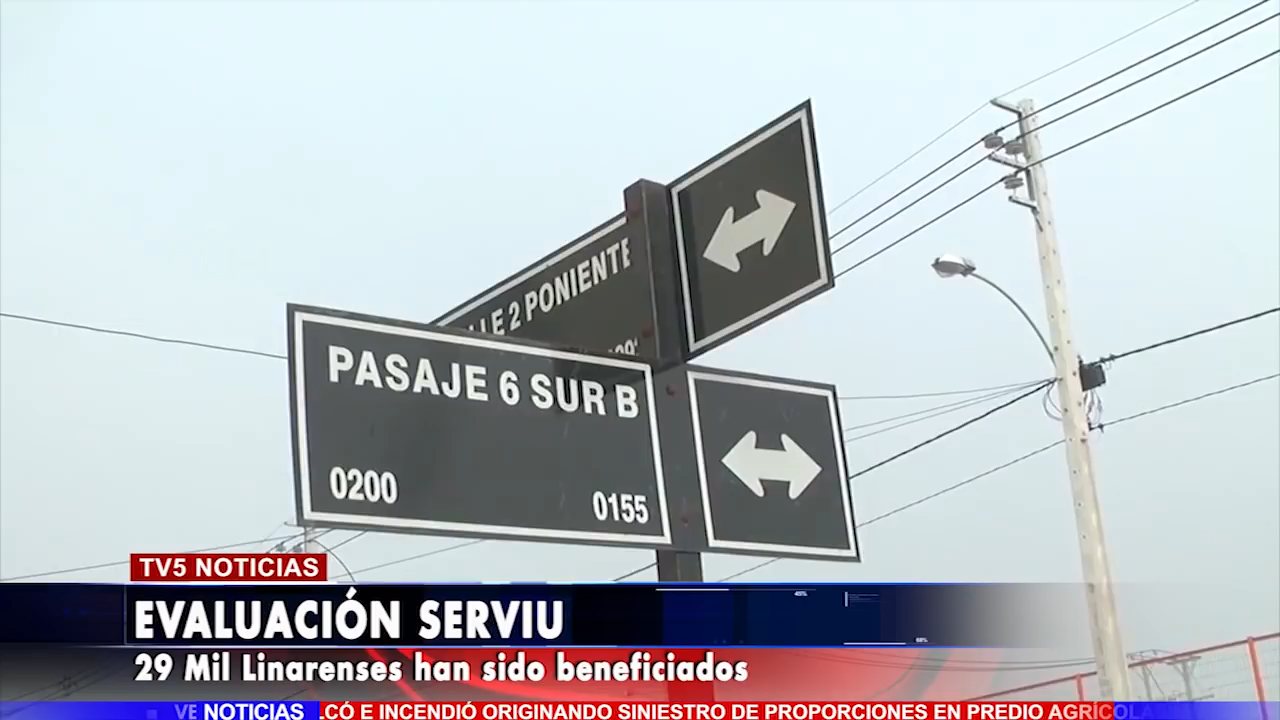 2 PONIENTE
PASAJE 6 SUR B
0200 0155
TV5 NOTICIAS
EVALUACIÓN SERVIU
29 Mil Linarenses han sido beneficiados
NOTICIAS E INCENDIÓ ORIGINANDO SINIESTRO DE PROPORCIONES EN PREDIO AGRÍCOLA